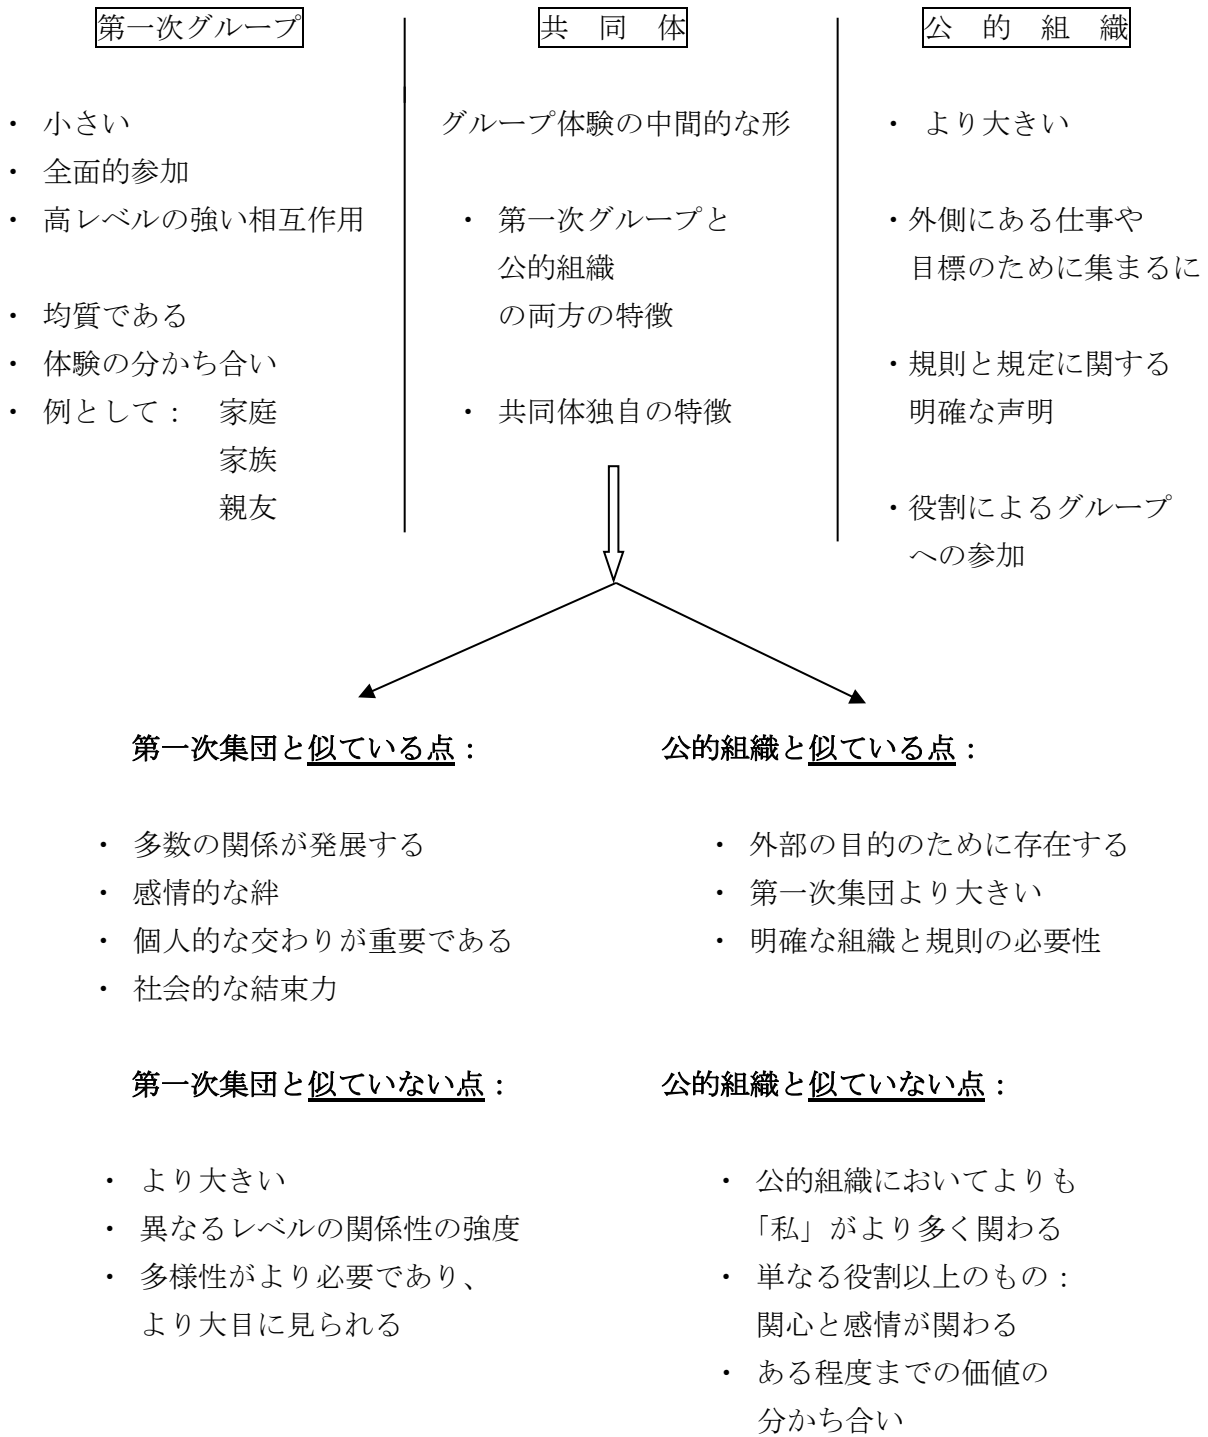 第一次グループ
・ 小さい
・ 全面的参加
・ 高レベルの強い相互作用
・ 均質である
・ 体験の分かち合い
・ 例として： 家庭
家族
親友
共 同 体
グループ体験の中間的な形
・ 第一次グループと
公的組織
の両方の特徴
・ 共同体独自の特徴
公 的 組 織
・ より大きい
・外側にある仕事や
目標のために集まるに
・規則と規定に関する
明確な声明
・役割によるグループ
への参加
第一次集団と似ている点：
・ 多数の関係が発展する
・ 感情的な絆
・ 個人的な交わりが重要である
・ 社会的な結束力
公的組織と似ている点：
・ 外部の目的のために存在する
・ 第一次集団より大きい
・ 明確な組織と規則の必要性
第一次集団と似ていない点：
・ より大きい
・ 異なるレベルの関係性の強度
・ 多様性がより必要であり、
より大目に見られる
公的組織と似ていない点：
・ 公的組織においてよりも
「私」がより多く関わる
・ 単なる役割以上のもの：
関心と感情が関わる
・ ある程度までの価値の
分かち合い